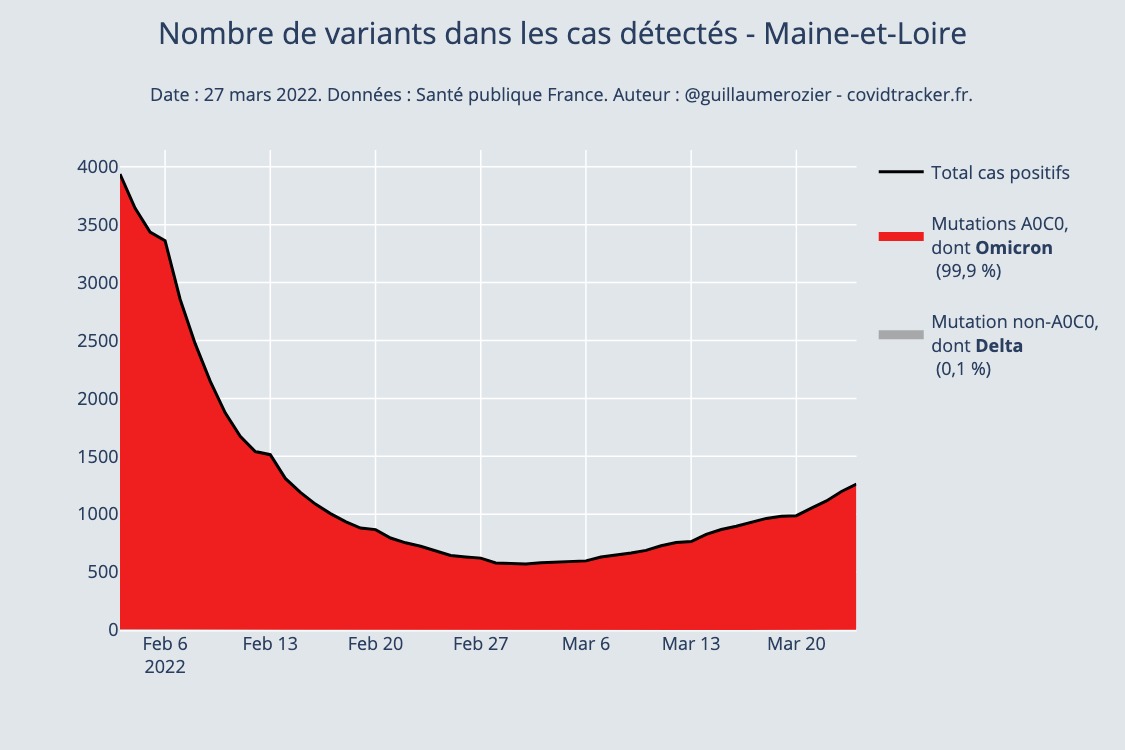 Nombre de variants dans les cas détectés - Maine-et-Loire
Date : 27 mars 2022. Données : Santé publique France. Auteur : @guillaumerozier - covidtracker.fr.
4000
3500
3000
2500
2000
1500
1000
500
0
Feb 6
2022
Feb 13
Feb 20
Feb 27
Mar 6
Mar 13
Mar 20
Total cas positifs
Mutations A0C0,
dont Omicron
(99,9 %)
Mutation non-A0C0,
dont Delta
(0,1 %)